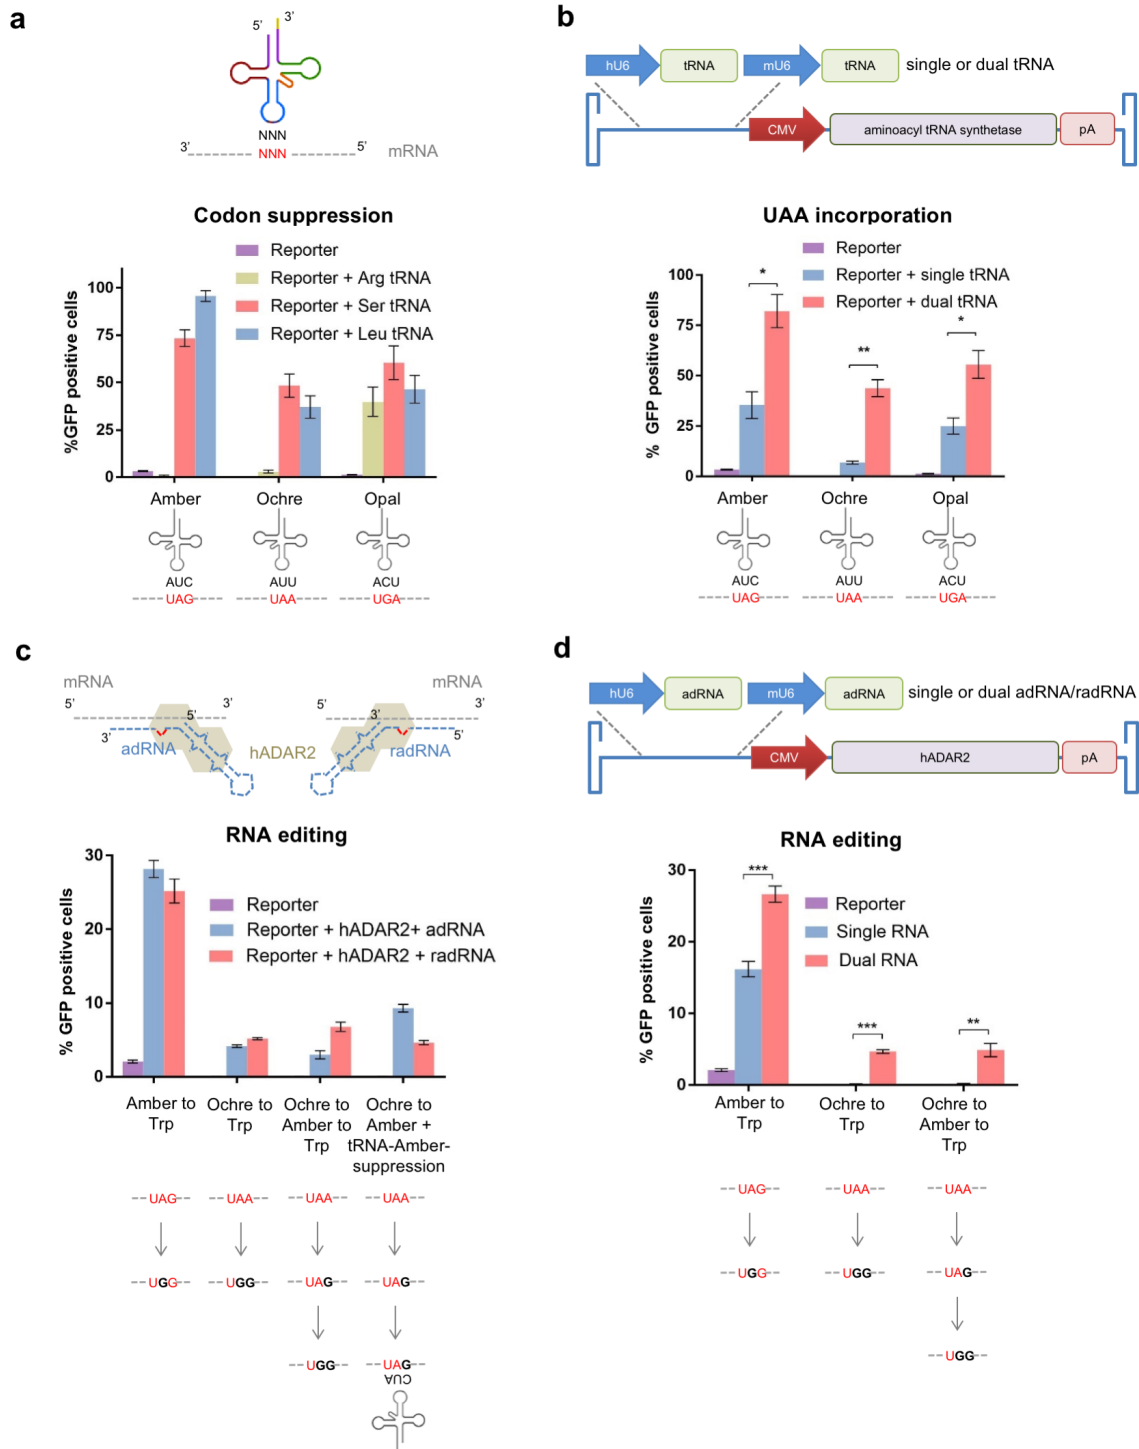 a
5’
3’
NNN
3’ NNN 5’ mRNA
Codon suppression
Reporter
Reporter + Arg tRNA
Reporter + Ser tRNA
Reporter + Leu tRNA
%GFP positive cells
100
75
50
25
0
Amber Ochre Opal
AUC AUU ACU
UAG UAA UGA
b
hU6 tRNA mU6 tRNA single or dual tRNA
CMV aminoacyl tRNA synthetase pA
UAA incorporation
Reporter
Reporter + single tRNA
Reporter + dual tRNA
% GFP positive cells
100
75
50
25
0
* ** *
Amber Ochre Opal
AUC AUU ACU
UAG UAA UGA
c
mRNA mRNA
5’ 5’ 3’ 5’ 3’ 3’
3’ adRNA hADAR2 radRNA 5’
RNA editing
Reporter
Reporter + hADAR2+ adRNA
Reporter + hADAR2 + radRNA
% GFP positive cells
30
20
10
0
Amber to Trp
Ochre to Trp
Ochre to Amber to Trp
Ochre to Amber + tRNA-Amber-suppression
UAG UAA UAA UAA
UGG UGG UAG UAG
UGG UAG
CUA
d
hU6 adRNA mU6 adRNA single or dual adRNA/radRNA
CMV hADAR2 pA
RNA editing
Reporter
Single RNA
Dual RNA
% GFP positive cells
30
20
10
0
*** *** **
Amber to Trp
Ochre to Trp
Ochre to Amber to Trp
UAG UAA UAA
UGG UGG UAG
UGG